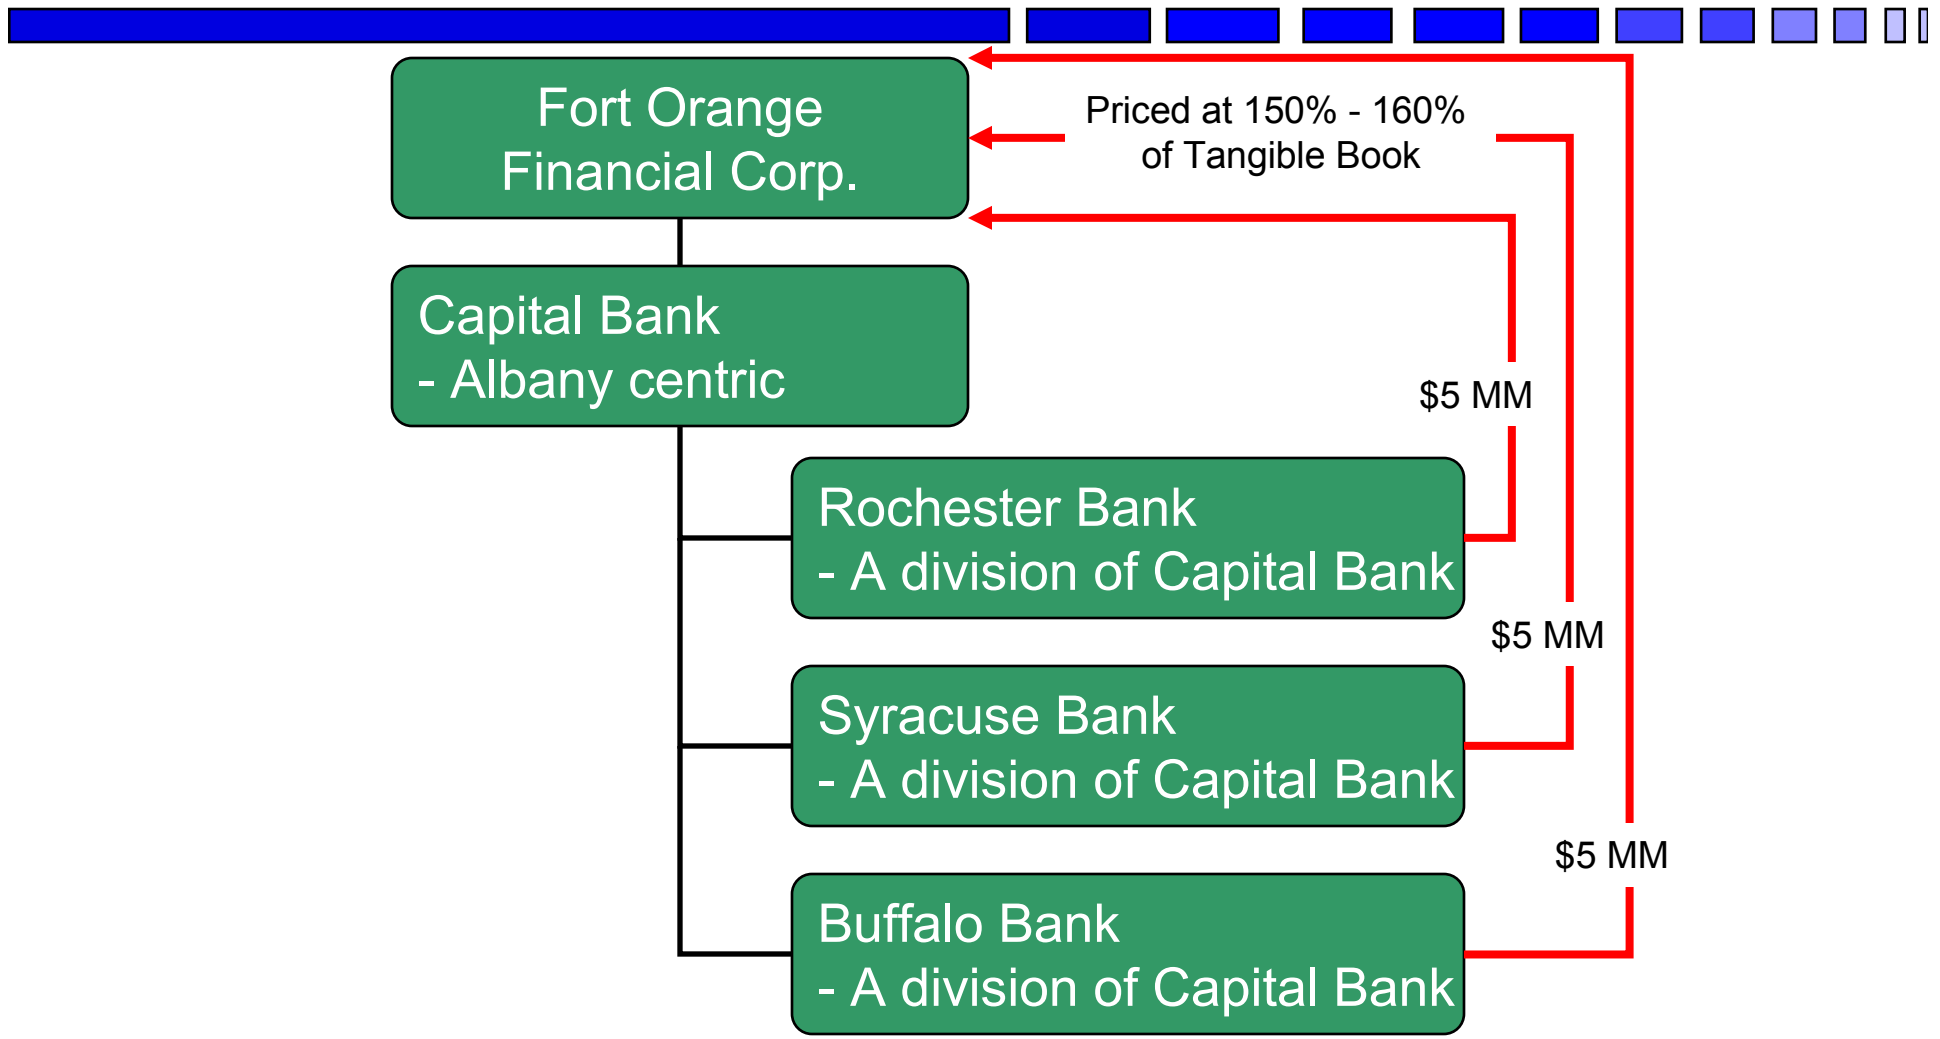 Fort Orange
Financial Corp.
Priced at 150% - 160%
of Tangible Book
Capital Bank
- Albany centric
$5 MM
Rochester Bank
- A division of Capital Bank
$5 MM
Syracuse Bank
- A division of Capital Bank
$5 MM
Buffalo Bank
- A division of Capital Bank